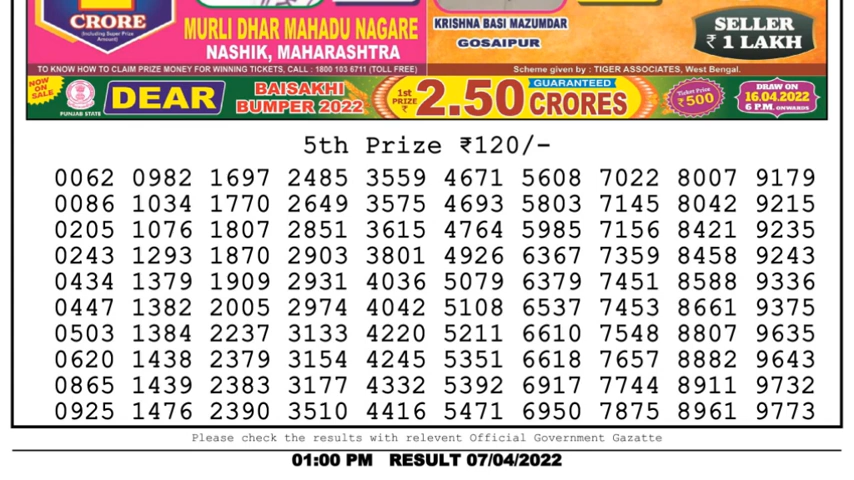 1
CRORE
(Including Super Prize Amount)
MURLI DHAR MAHADU NAGARE
NASHIK, MAHARASHTRA
KRISHNA BASI MAZUMDAR
GOSAIPUR
SELLER
₹ 1 LAKH
TO KNOW HOW TO CLAIM PRIZE MONEY FOR WINNING TICKETS, CALL : 1800 103 6711 (TOLL FREE)
Scheme given by : TIGER ASSOCIATES, West Bengal.
NOW ON SALE
PUNJAB STATE
DEAR
BAISAKHI
BUMPER 2022
1st PRIZE ₹
2.50
GUARANTEED
CRORES
Ticket Price
₹500
DRAW ON
16.04.2022
6 P.M. ONWARDS
5th Prize ₹120/-
0062 0982 1697 2485 3559 4671 5608 7022 8007 9179
0086 1034 1770 2649 3575 4693 5803 7145 8042 9215
0205 1076 1807 2851 3615 4764 5985 7156 8421 9235
0243 1293 1870 2903 3801 4926 6367 7359 8458 9243
0434 1379 1909 2931 4036 5079 6379 7451 8588 9336
0447 1382 2005 2974 4042 5108 6537 7453 8661 9375
0503 1384 2237 3133 4220 5211 6610 7548 8807 9635
0620 1438 2379 3154 4245 5351 6618 7657 8882 9643
0865 1439 2383 3177 4332 5392 6917 7744 8911 9732
0925 1476 2390 3510 4416 5471 6950 7875 8961 9773
Please check the results with relevent Official Government Gazatte
01:00 PM RESULT 07/04/2022